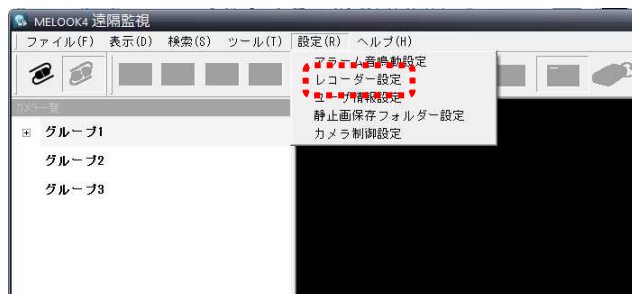 MELOOK4 遠隔監視
ファイル(F) 表示(D) 検索(S) ツール(T) 設定(R) ヘルプ(H)
アラーム音鳴動設定
レコーダー設定
ユーザ情報設定
静止画保存フォルダー設定
カメラ制御設定
カメラ一覧
グループ1
グループ2
グループ3